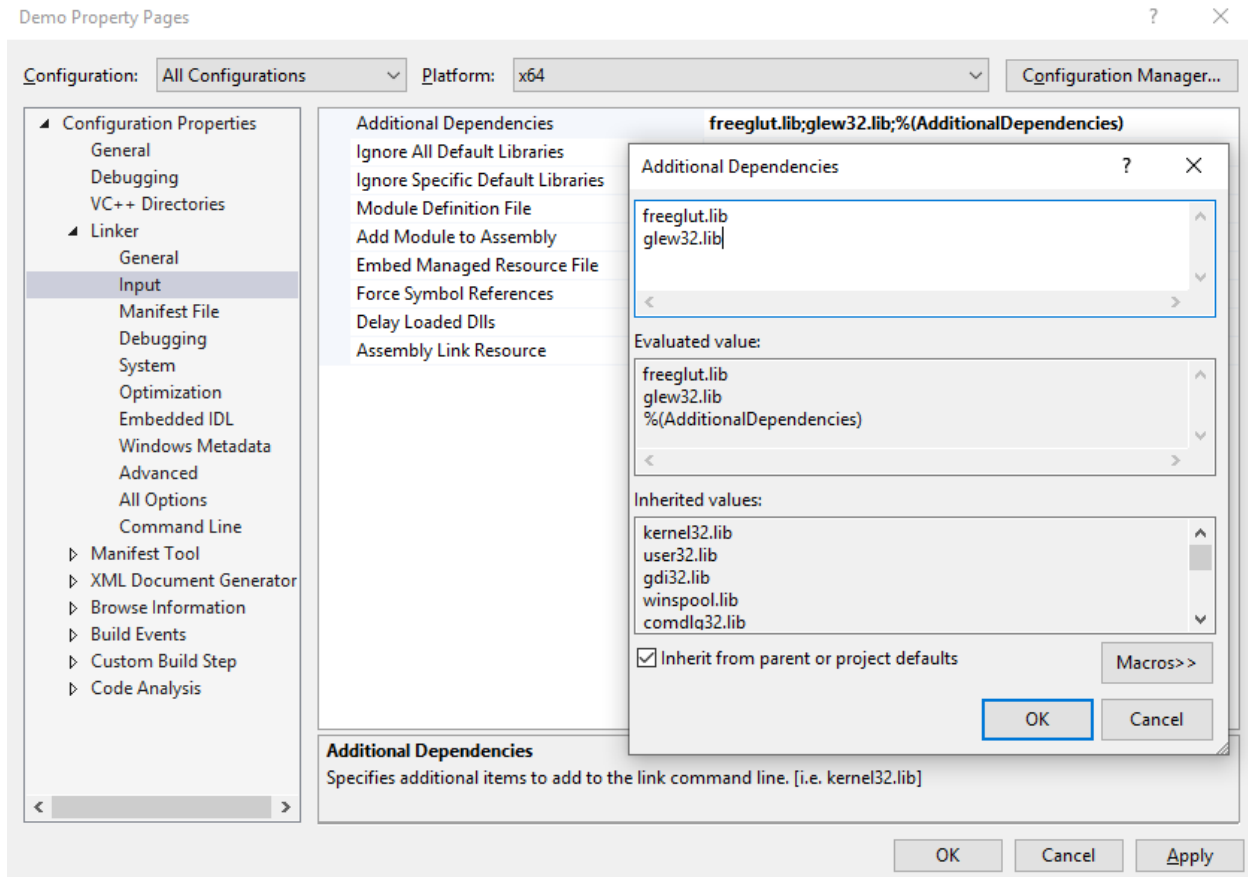 Demo Property Pages
Configuration: All Configurations Platform: x64 Configuration Manager...
Configuration Properties
General
Debugging
VC++ Directories
Linker
General
Input
Manifest File
Debugging
System
Optimization
Embedded IDL
Windows Metadata
Advanced
All Options
Command Line
Manifest Tool
XML Document Generator
Browse Information
Build Events
Custom Build Step
Code Analysis
Additional Dependencies freeglut.lib;glew32.lib;%(AdditionalDependencies)
Ignore All Default Libraries
Ignore Specific Default Libraries
Module Definition File
Add Module to Assembly
Embed Managed Resource File
Force Symbol References
Delay Loaded Dlls
Assembly Link Resource
Additional Dependencies
freeglut.lib
glew32.lib
Evaluated value:
freeglut.lib
glew32.lib
%(AdditionalDependencies)
Inherited values:
kernel32.lib
user32.lib
gdi32.lib
winspool.lib
comdlg32.lib
Inherit from parent or project defaults
Macros>>
OK Cancel
Additional Dependencies
Specifies additional items to add to the link command line. [i.e. kernel32.lib]
OK Cancel Apply